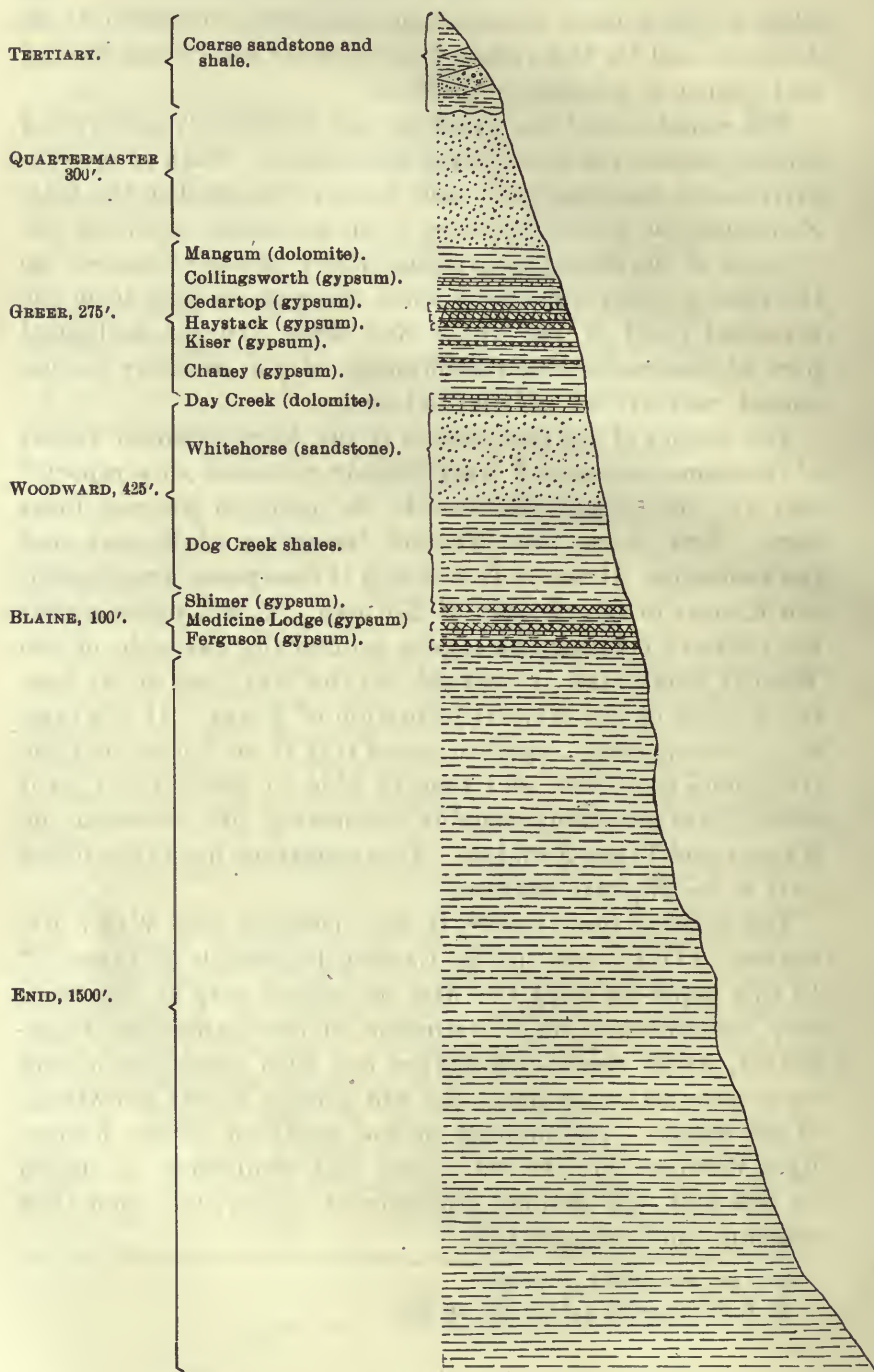 TERTIARY.
Coarse sandstone and
shale.
QUARTERMASTER
300′.
GREER, 275′.
Mangum (dolomite).
Collingsworth (gypsum).
Cedartop (gypsum).
Haystack (gypsum).
Kiser (gypsum).
Chaney (gypsum).
WOODWARD, 425′.
Day Creek (dolomite).
Whitehorse (sandstone).
Dog Creek shales.
BLAINE, 100′.
Shimer (gypsum).
Medicine Lodge (gypsum)
Ferguson (gypsum).
ENID, 1500′.